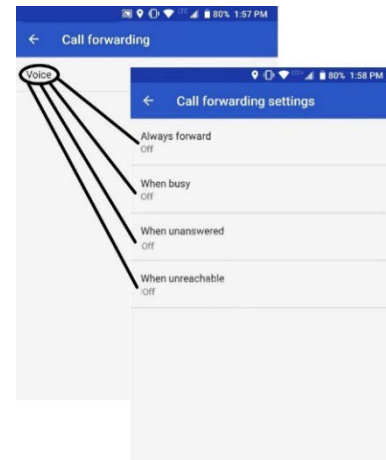 80% 1:57 PM
← Call forwarding
Voice
LTE 80% 1:58 PM
← Call forwarding settings
Always forward
Off
When busy
Off
When unanswered
Off
When unreachable
Off